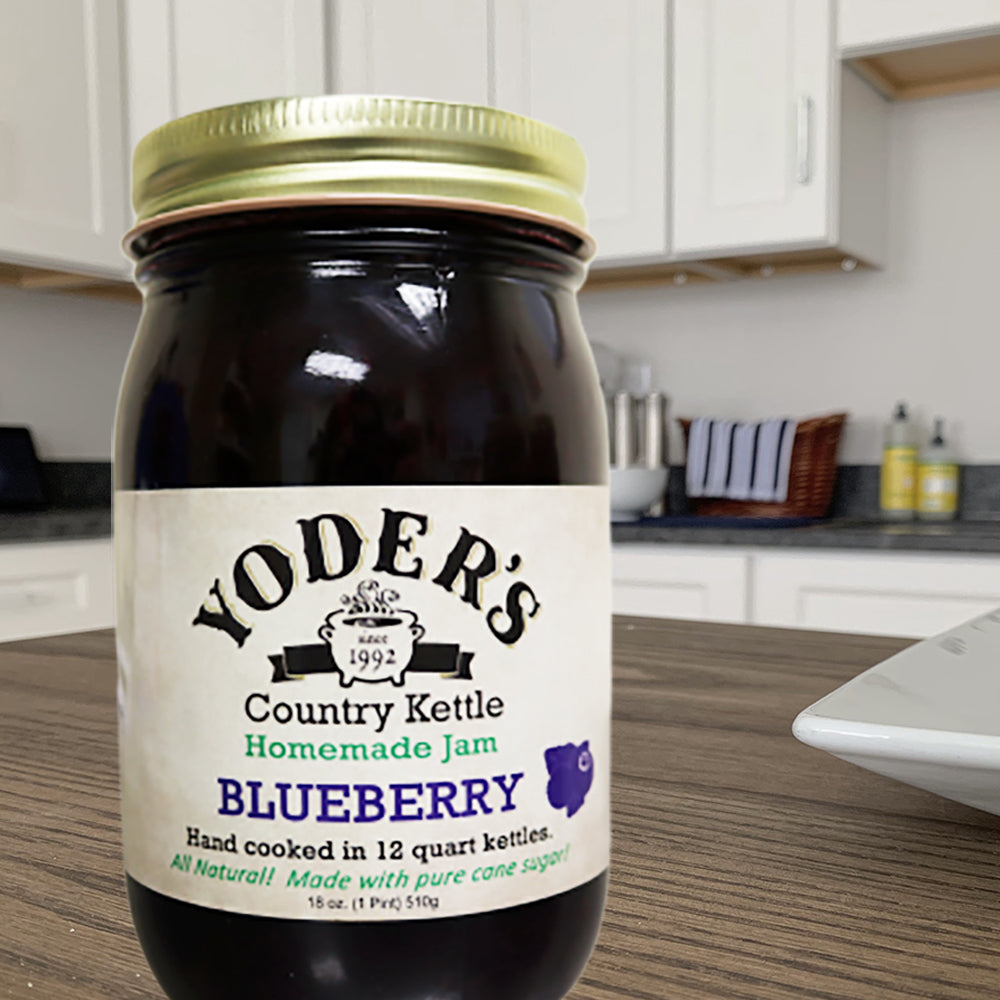 YODER'S
since
1992
Country Kettle
Homemade Jam
BLUEBERRY
Hand cooked in 12 quart kettles.
All Natural! Made with pure cane sugar!
18 oz. (1 Pint) 510g